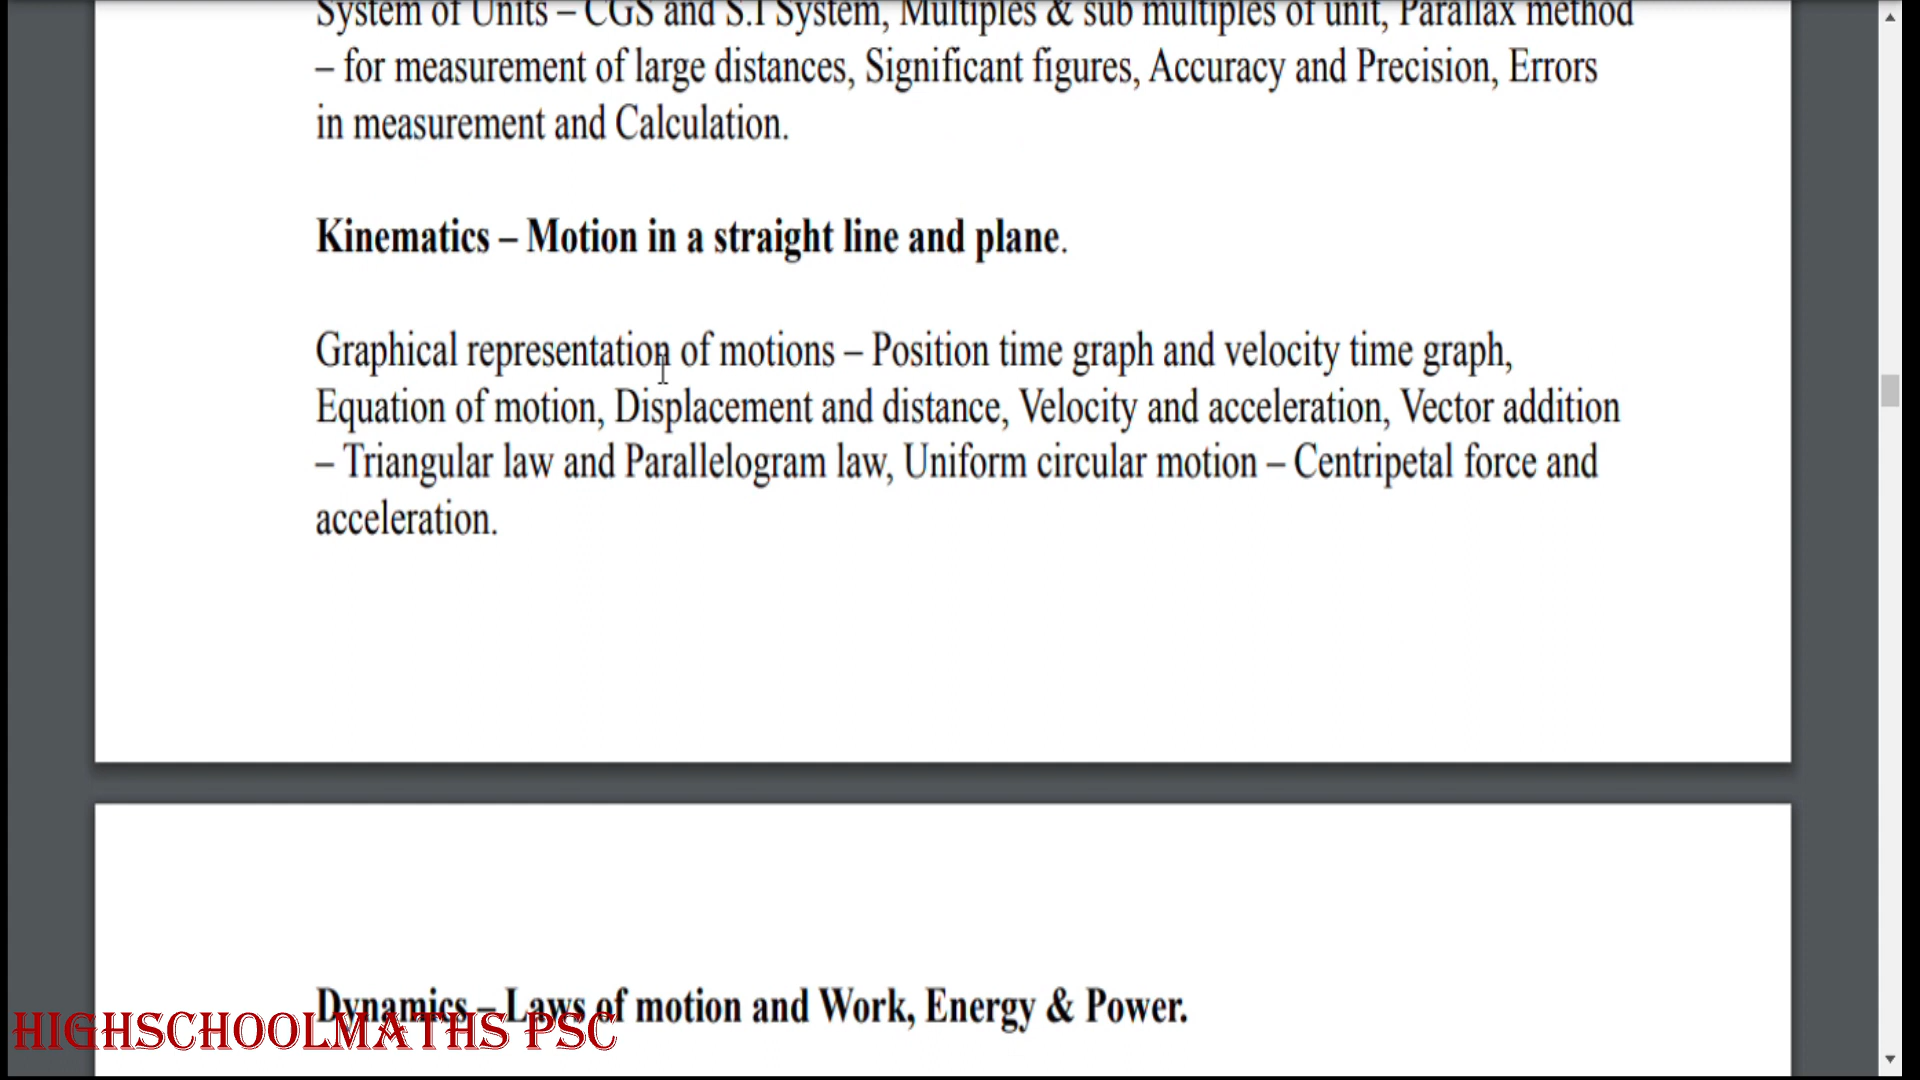 System of Units – CGS and S.I System, Multiples & sub multiples of unit, Parallax method
– for measurement of large distances, Significant figures, Accuracy and Precision, Errors
in measurement and Calculation.
Kinematics – Motion in a straight line and plane.
Graphical representation of motions – Position time graph and velocity time graph,
Equation of motion, Displacement and distance, Velocity and acceleration, Vector addition
– Triangular law and Parallelogram law, Uniform circular motion – Centripetal force and
acceleration.
Dynamics – Laws of motion and Work, Energy & Power.
HIGHSCHOOLMATHS PSC